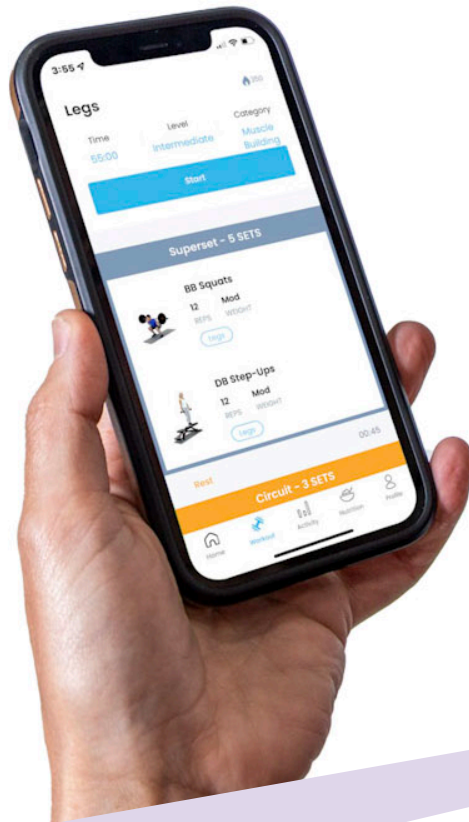 3:55
Legs
350
Time Level Category
55:00 Intermediate Muscle Building
Start
Superset - 5 SETS
BB Squats
12 Mod
REPS WEIGHT
Legs
DB Step-Ups
12 Mod
REPS WEIGHT
Legs
Rest 00:45
Circuit - 3 SETS
Home Workout Activity Nutrition Profile